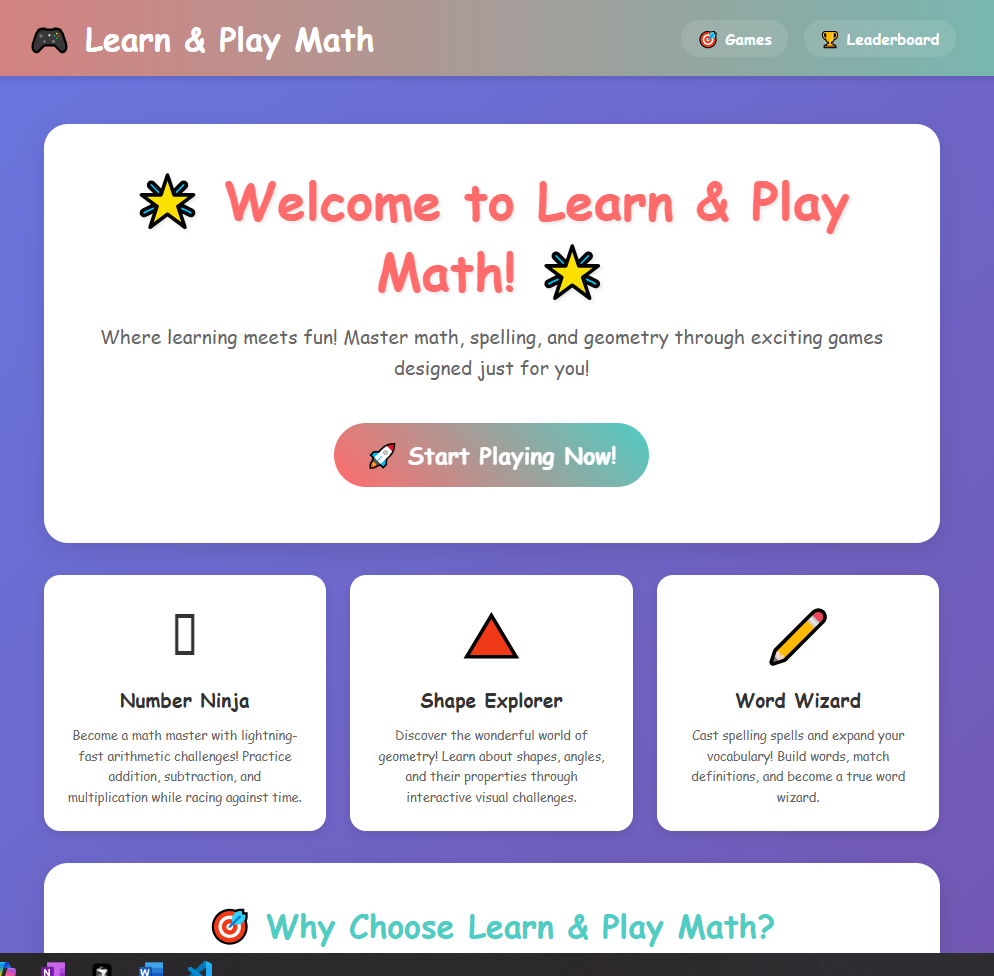 Learn & Play Math
Games
Leaderboard
Welcome to Learn & Play
Math!
Where learning meets fun! Master math, spelling, and geometry through exciting games
designed just for you!
Start Playing Now!
Number Ninja
Become a math master with lightning-
fast arithmetic challenges! Practice
addition, subtraction, and
multiplication while racing against time.
Shape Explorer
Discover the wonderful world of
geometry! Learn about shapes, angles,
and their properties through
interactive visual challenges.
Word Wizard
Cast spelling spells and expand your
vocabulary! Build words, match
definitions, and become a true word
wizard.
Why Choose Learn & Play Math?
N
W